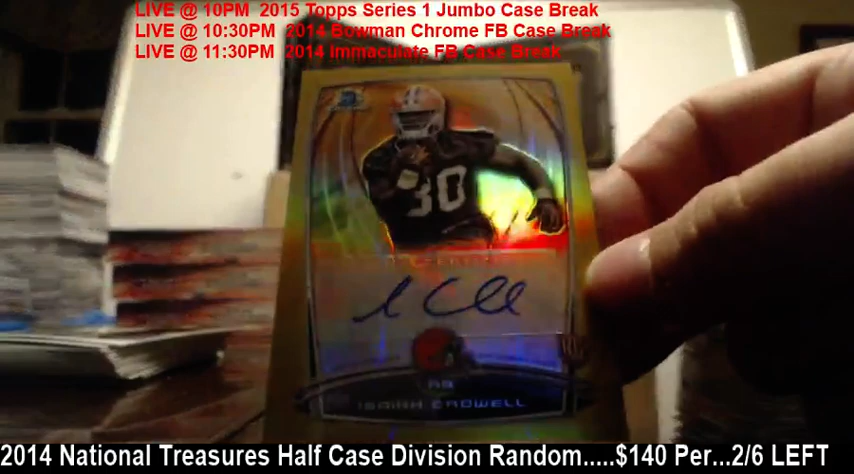 LIVE @ 10PM 2015 Topps Series 1 Jumbo Case Break
LIVE @ 10:30PM 2014 Bowman Chrome FB Case Break
LIVE @ 11:30PM 2014 Immaculate FB Case Break
30
RB
ISAIAH CROWELL
2014 National Treasures Half Case Division Random.....$140 Per...2/6 LEFT